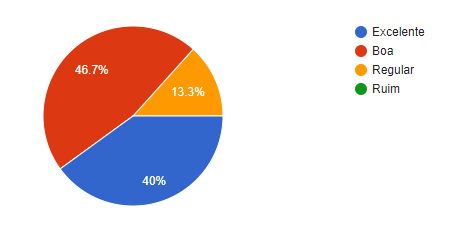 Excelente
Boa
Regular
Ruim
46.7%
13.3%
40%